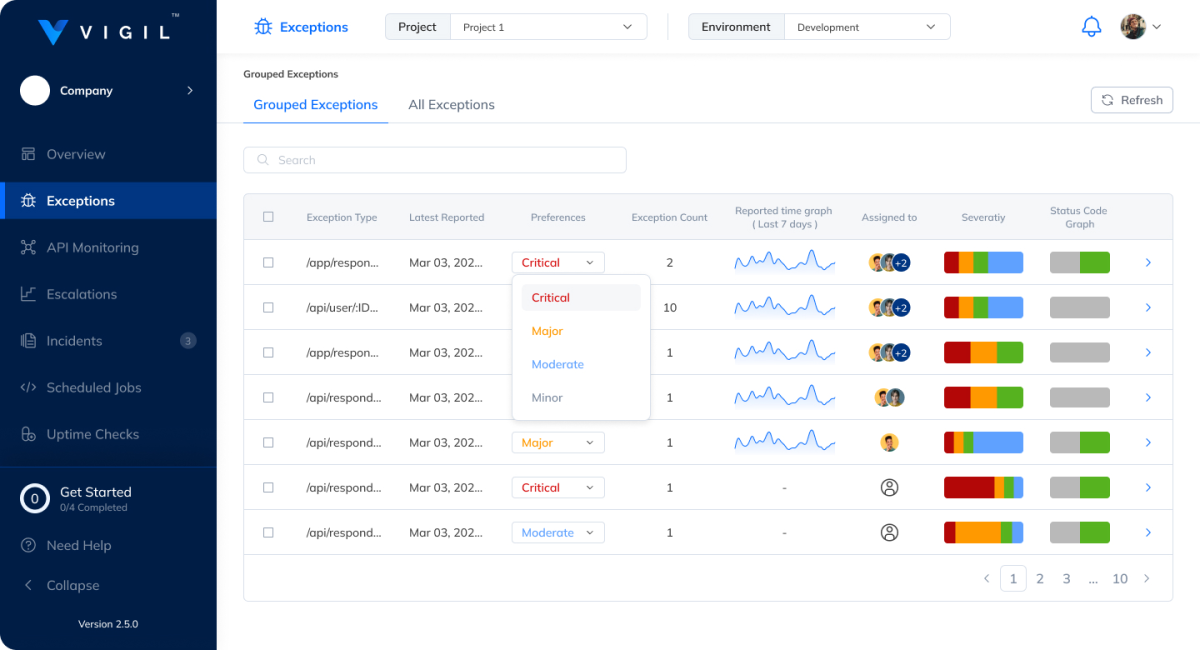 VIGIL™
Company
Overview
Exceptions
API Monitoring
Escalations
Incidents 3
Scheduled Jobs
Uptime Checks
0 Get Started
0/4 Completed
Need Help
Collapse
Version 2.5.0
Exceptions Project Project 1 Environment Development
Grouped Exceptions
Grouped Exceptions All Exceptions Refresh
Search
Exception Type Latest Reported Preferences Exception Count Reported time graph ( Last 7 days ) Assigned to Severatiy Status Code Graph
/app/respon... Mar 03, 202... Critical 2 +2
/api/user/:ID... Mar 03, 202... 10 +2
/app/respon... Mar 03, 202... 1 +2
/api/respond... Mar 03, 202... 1
/api/respond... Mar 03, 202... Major 1
/api/respond... Mar 03, 202... Critical 1 -
/api/respond... Mar 03, 202... Moderate 1 -
Critical
Major
Moderate
Minor
1 2 3 ... 10